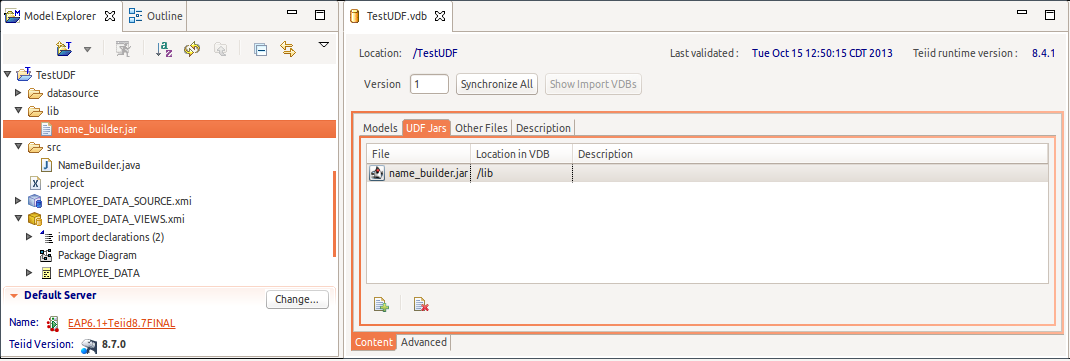 Model Explorer
Outline
TestUDF
datasource
lib
name_builder.jar
src
NameBuilder.java
.project
EMPLOYEE_DATA_SOURCE.xmi
EMPLOYEE_DATA_VIEWS.xmi
import declarations (2)
Package Diagram
EMPLOYEE_DATA
Default Server
Change...
Name: EAP6.1+Teiid8.7FINAL
Teiid Version: 8.7.0
TestUDF.vdb
Location: /TestUDF Last validated : Tue Oct 15 12:50:15 CDT 2013 Teiid runtime version : 8.4.1
Version 1 Synchronize All Show Import VDBs
Models UDF Jars Other Files Description
File Location in VDB Description
name_builder.jar /lib
Content Advanced